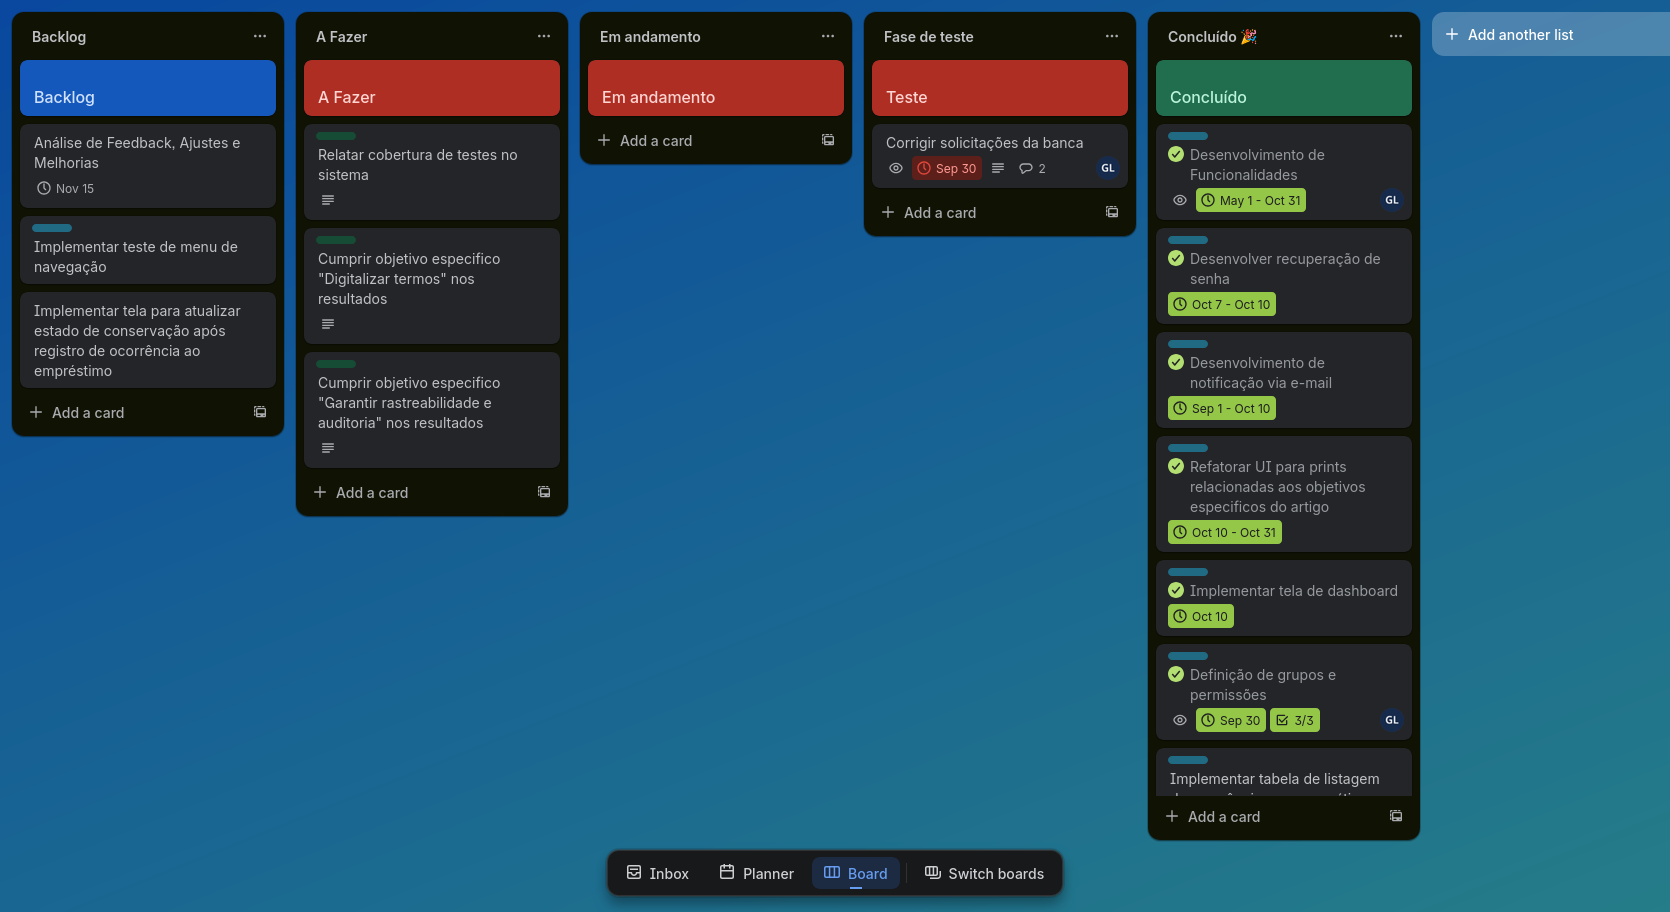 Backlog
Backlog
Análise de Feedback, Ajustes e
Melhorias
Nov 15
Implementar teste de menu de
navegação
Implementar tela para atualizar
estado de conservação após
registro de ocorrência ao
empréstimo
Add a card
A Fazer
A Fazer
Relatar cobertura de testes no
sistema
Cumprir objetivo especifico
"Digitalizar termos" nos
resultados
Cumprir objetivo especifico
"Garantir rastreabilidade e
auditoria" nos resultados
Add a card
Em andamento
Em andamento
Add a card
Fase de teste
Teste
Corrigir solicitações da banca
Sep 30 2 GL
Add a card
Concluído 🎉
Concluído
Desenvolvimento de
Funcionalidades
May 1 - Oct 31 GL
Desenvolver recuperação de
senha
Oct 7 - Oct 10
Desenvolvimento de
notificação via e-mail
Sep 1 - Oct 10
Refatorar UI para prints
relacionadas aos objetivos
especificos do artigo
Oct 10 - Oct 31
Implementar tela de dashboard
Oct 10
Definição de grupos e
permissões
Sep 30 3/3 GL
Implementar tabela de listagem
Add a card
Add another list
Inbox Planner Board Switch boards